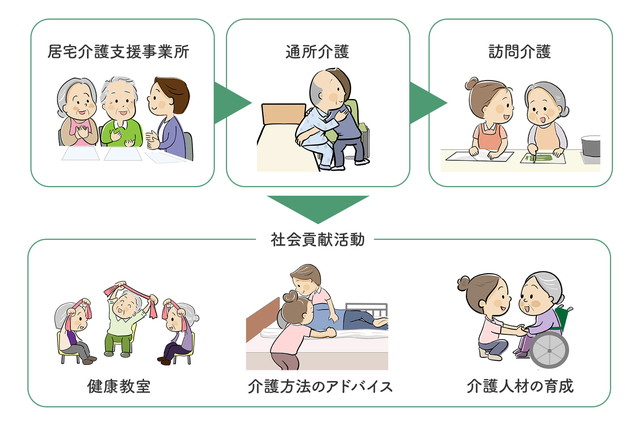 居宅介護支援事業所
通所介護
訪問介護
社会貢献活動
健康教室
介護方法のアドバイス
介護人材の育成